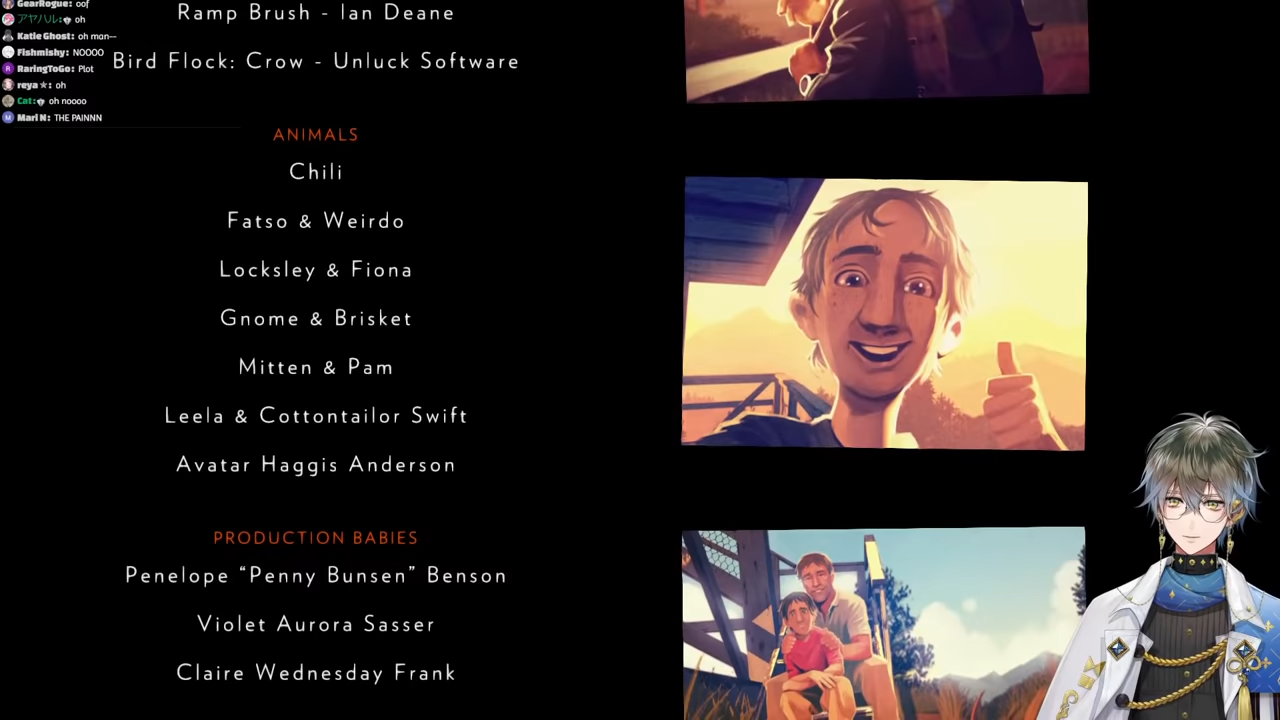 GearRogue: oof
アヤハル: oh
Katie Ghost: oh man--
Fishmishy: NOOOO
RaringToGo: Plot
reya ★: oh
Cat: oh noooo
M Mari N: THE PAINNN
Ramp Brush - Ian Deane
Bird Flock: Crow - Unluck Software
ANIMALS
Chili
Fatso & Weirdo
Locksley & Fiona
Gnome & Brisket
Mitten & Pam
Leela & Cottontailor Swift
Avatar Haggis Anderson
PRODUCTION BABIES
Penelope “Penny Bunsen” Benson
Violet Aurora Sasser
Claire Wednesday Frank